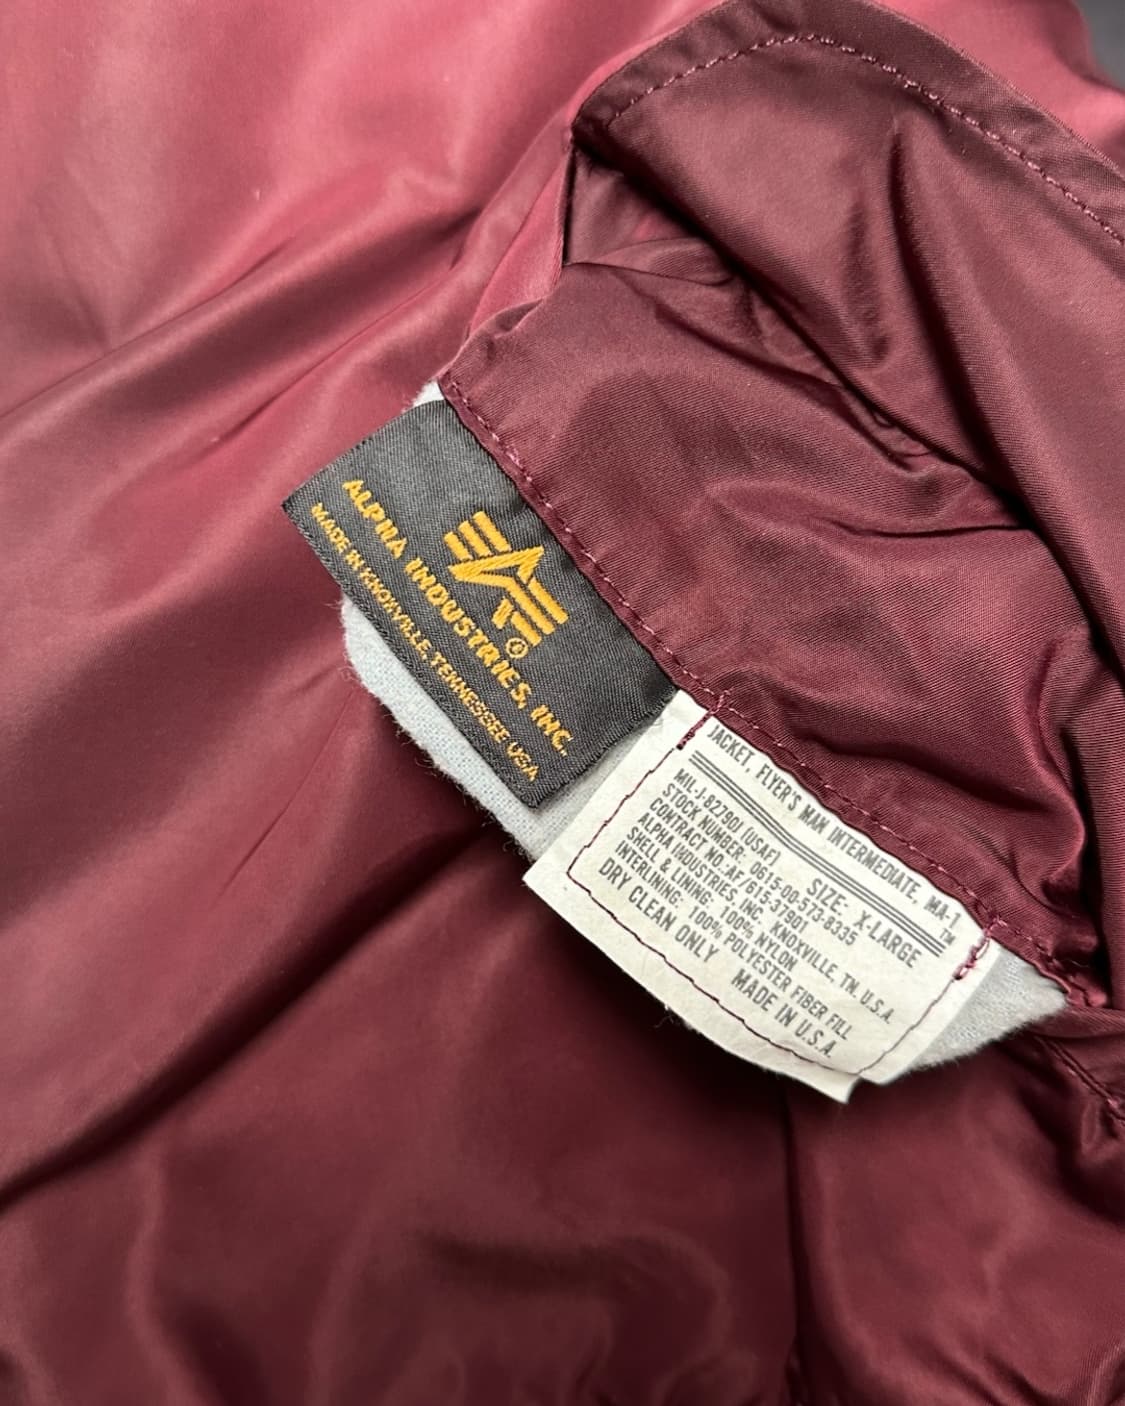 ALPHA INDUSTRIES, INC.
MADE IN KNOXVILLE, TENNESSEE USA
®
JACKET, FLYER'S MAN INTERMEDIATE, MA-1
™
SIZE: X-LARGE
MIL-J-82790I (USAF)
STOCK NUMBER: 0615-00-573-8335
CONTRACT NO. AF/615-37901
ALPHA INDUSTRIES, INC. KNOXVILLE, TN. U.S.A.
SHELL & LINING: 100% NYLON
INTERLINING: 100% POLYESTER FIBER FILL
DRY CLEAN ONLY MADE IN U.S.A.